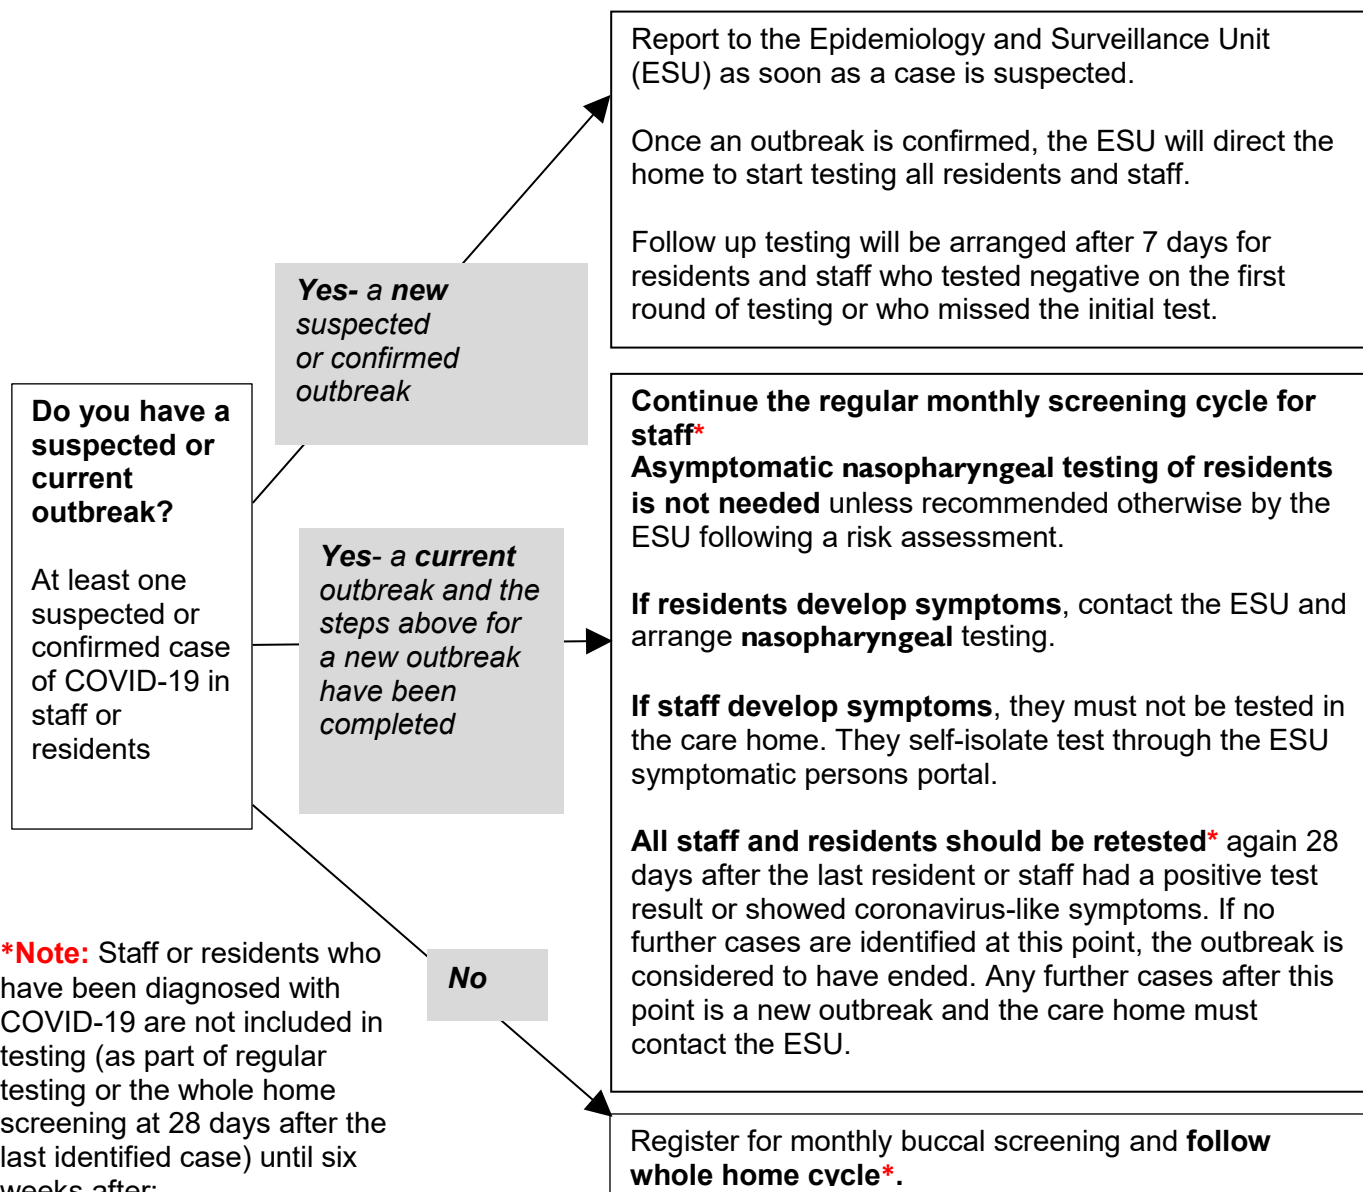 Report to the Epidemiology and Surveillance Unit
(ESU) as soon as a case is suspected.
Once an outbreak is confirmed, the ESU will direct the
home to start testing all residents and staff.
Follow up testing will be arranged after 7 days for
residents and staff who tested negative on the first
round of testing or who missed the initial test.
Yes- a new
suspected
or confirmed
outbreak
Do you have a
suspected or
current
outbreak?
At least one
suspected or
confirmed case
of COVID-19 in
staff or
residents
Yes- a current
outbreak and the
steps above for
a new outbreak
have been
completed
Continue the regular monthly screening cycle for
staff*
Asymptomatic nasopharyngeal testing of residents
is not needed unless recommended otherwise by the
ESU following a risk assessment.
If residents develop symptoms, contact the ESU and
arrange nasopharyngeal testing.
If staff develop symptoms, they must not be tested in
the care home. They self-isolate test through the ESU
symptomatic persons portal.
All staff and residents should be retested* again 28
days after the last resident or staff had a positive test
result or showed coronavirus-like symptoms. If no
further cases are identified at this point, the outbreak is
considered to have ended. Any further cases after this
point is a new outbreak and the care home must
contact the ESU.
*Note: Staff or residents who
have been diagnosed with
COVID-19 are not included in
testing (as part of regular
testing or the whole home
screening at 28 days after the
last identified case) until six
weeks after:
No
Register for monthly buccal screening and follow
whole home cycle*.